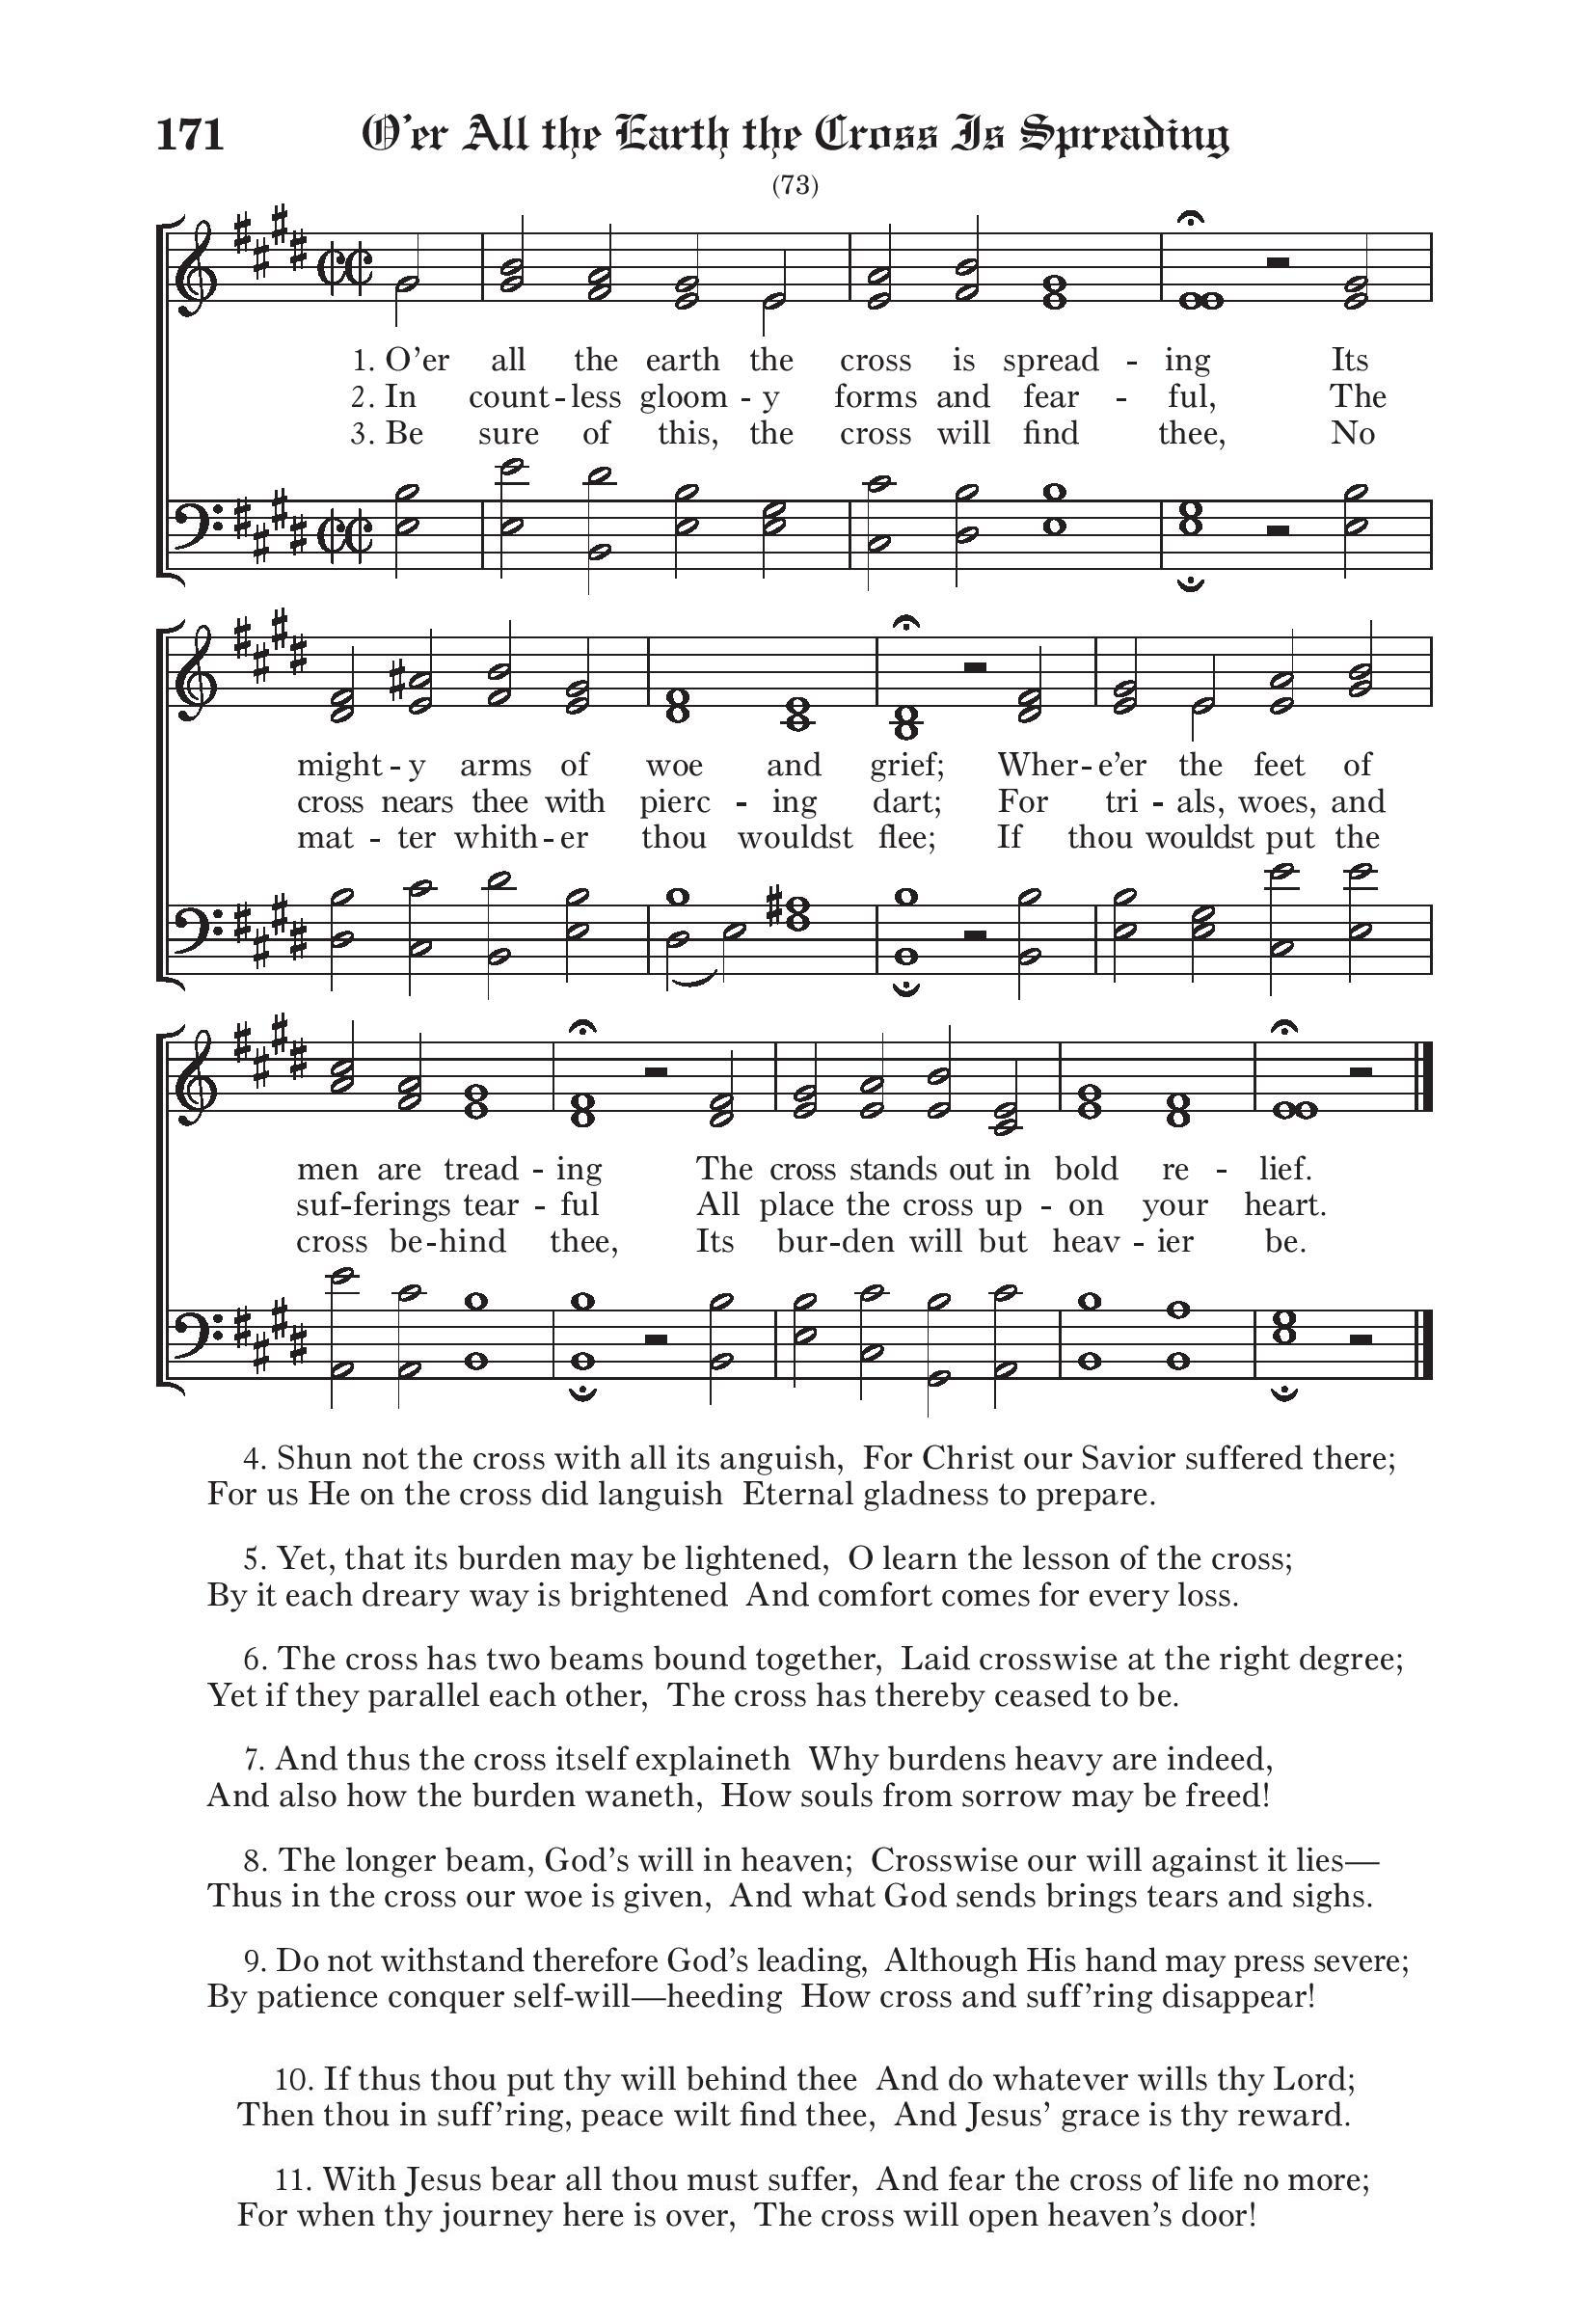 171 O’er All the Earth the Cross Is Spreading
(73)
1. O’er all the earth the cross is spread - ing Its
2. In count - less gloom - y forms and fear - ful, The
3. Be sure of this, the cross will find thee, No
might - y arms of woe and grief; Wher - e’er the feet of
cross nears thee with pierc - ing dart; For tri - als, woes, and
mat - ter whith - er thou wouldst flee; If thou wouldst put the
men are tread - ing The cross stands out in bold re - lief.
suf - ferings tear - ful All place the cross up - on your heart.
cross be - hind thee, Its bur - den will but heav - ier be.
4. Shun not the cross with all its anguish, For Christ our Savior suffered there;
For us He on the cross did languish Eternal gladness to prepare.
5. Yet, that its burden may be lightened, O learn the lesson of the cross;
By it each dreary way is brightened And comfort comes for every loss.
6. The cross has two beams bound together, Laid crosswise at the right degree;
Yet if they parallel each other, The cross has thereby ceased to be.
7. And thus the cross itself explaineth Why burdens heavy are indeed,
And also how the burden waneth, How souls from sorrow may be freed!
8. The longer beam, God’s will in heaven; Crosswise our will against it lies—
Thus in the cross our woe is given, And what God sends brings tears and sighs.
9. Do not withstand therefore God’s leading, Although His hand may press severe;
By patience conquer self-will—heeding How cross and suff’ring disappear!
10. If thus thou put thy will behind thee And do whatever wills thy Lord;
Then thou in suff’ring, peace wilt find thee, And Jesus’ grace is thy reward.
11. With Jesus bear all thou must suffer, And fear the cross of life no more;
For when thy journey here is over, The cross will open heaven’s door!